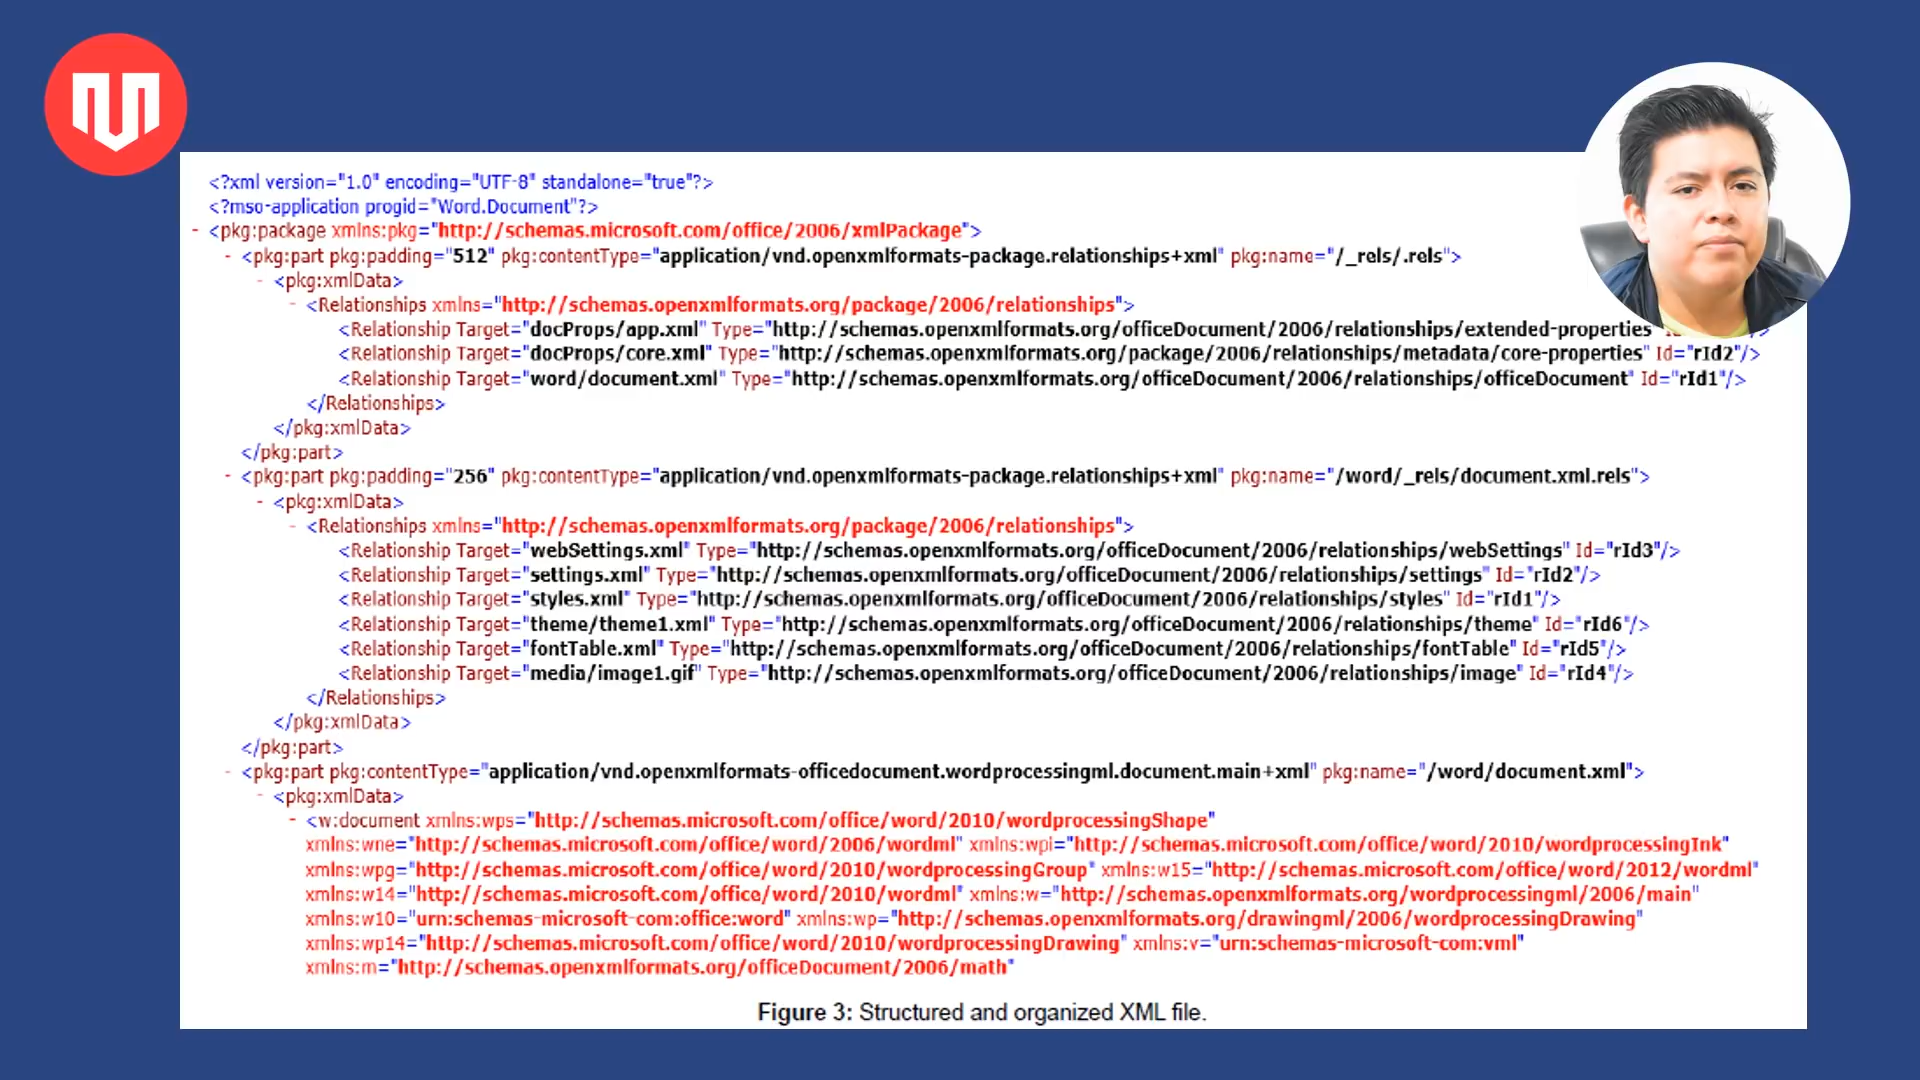 <?xml version="1.0" encoding="UTF-8" standalone="true"?>
<?mso-application progid="Word.Document"?>
- <pkg:package xmlns:pkg="http://schemas.microsoft.com/office/2006/xmlPackage">
- <pkg:part pkg:padding="512" pkg:contentType="application/vnd.openxmlformats-package.relationships+xml" pkg:name="/_rels/.rels">
- <pkg:xmlData>
- <Relationships xmlns="http://schemas.openxmlformats.org/package/2006/relationships">
<Relationship Target="docProps/app.xml" Type="http://schemas.openxmlformats.org/officeDocument/2006/relationships/extended-properties
<Relationship Target="docProps/core.xml" Type="http://schemas.openxmlformats.org/package/2006/relationships/metadata/core-properties" Id="rId2"/>
<Relationship Target="word/document.xml" Type="http://schemas.openxmlformats.org/officeDocument/2006/relationships/officeDocument" Id="rId1"/>
</Relationships>
</pkg:xmlData>
</pkg:part>
- <pkg:part pkg:padding="256" pkg:contentType="application/vnd.openxmlformats-package.relationships+xml" pkg:name="/word/_rels/document.xml.rels">
- <pkg:xmlData>
- <Relationships xmlns="http://schemas.openxmlformats.org/package/2006/relationships">
<Relationship Target="webSettings.xml" Type="http://schemas.openxmlformats.org/officeDocument/2006/relationships/webSettings" Id="rId3"/>
<Relationship Target="settings.xml" Type="http://schemas.openxmlformats.org/officeDocument/2006/relationships/settings" Id="rId2"/>
<Relationship Target="styles.xml" Type="http://schemas.openxmlformats.org/officeDocument/2006/relationships/styles" Id="rId1"/>
<Relationship Target="theme/theme1.xml" Type="http://schemas.openxmlformats.org/officeDocument/2006/relationships/theme" Id="rId6"/>
<Relationship Target="fontTable.xml" Type="http://schemas.openxmlformats.org/officeDocument/2006/relationships/fontTable" Id="rId5"/>
<Relationship Target="media/image1.gif" Type="http://schemas.openxmlformats.org/officeDocument/2006/relationships/image" Id="rId4"/>
</Relationships>
</pkg:xmlData>
</pkg:part>
- <pkg:part pkg:contentType="application/vnd.openxmlformats-officedocument.wordprocessingml.document.main+xml" pkg:name="/word/document.xml">
- <pkg:xmlData>
- <w:document xmlns:wps="http://schemas.microsoft.com/office/word/2010/wordprocessingShape"
xmlns:wne="http://schemas.microsoft.com/office/word/2006/wordml" xmlns:wpi="http://schemas.microsoft.com/office/word/2010/wordprocessingInk"
xmlns:wpg="http://schemas.microsoft.com/office/word/2010/wordprocessingGroup" xmlns:w15="http://schemas.microsoft.com/office/word/2012/wordml"
xmlns:w14="http://schemas.microsoft.com/office/word/2010/wordml" xmlns:w="http://schemas.openxmlformats.org/wordprocessingml/2006/main"
xmlns:w10="urn:schemas-microsoft-com:office:word" xmlns:wp="http://schemas.openxmlformats.org/drawingml/2006/wordprocessingDrawing"
xmlns:wp14="http://schemas.microsoft.com/office/word/2010/wordprocessingDrawing" xmlns:v="urn:schemas-microsoft-com:vml"
xmlns:m="http://schemas.openxmlformats.org/officeDocument/2006/math"
Figure 3: Structured and organized XML file.